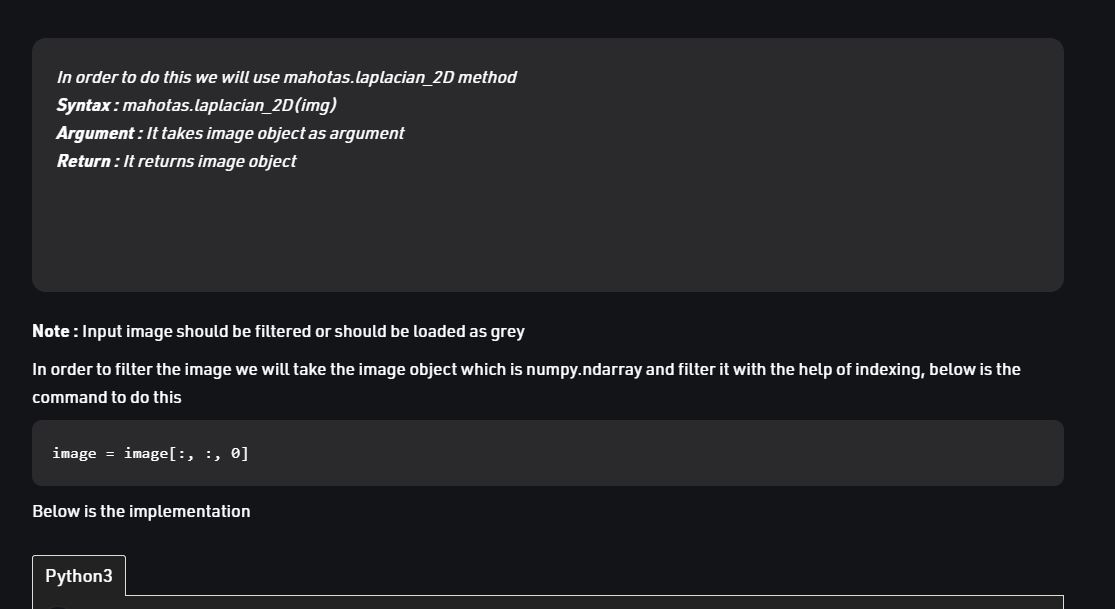 In order to do this we will use mahotas.laplacian_2D method
Syntax : mahotas.laplacian_2D(img)
Argument : It takes image object as argument
Return : It returns image object
Note : Input image should be filtered or should be loaded as grey
In order to filter the image we will take the image object which is numpy.ndarray and filter it with the help of indexing, below is the
command to do this
image = image[:, :, 0]
Below is the implementation
Python3